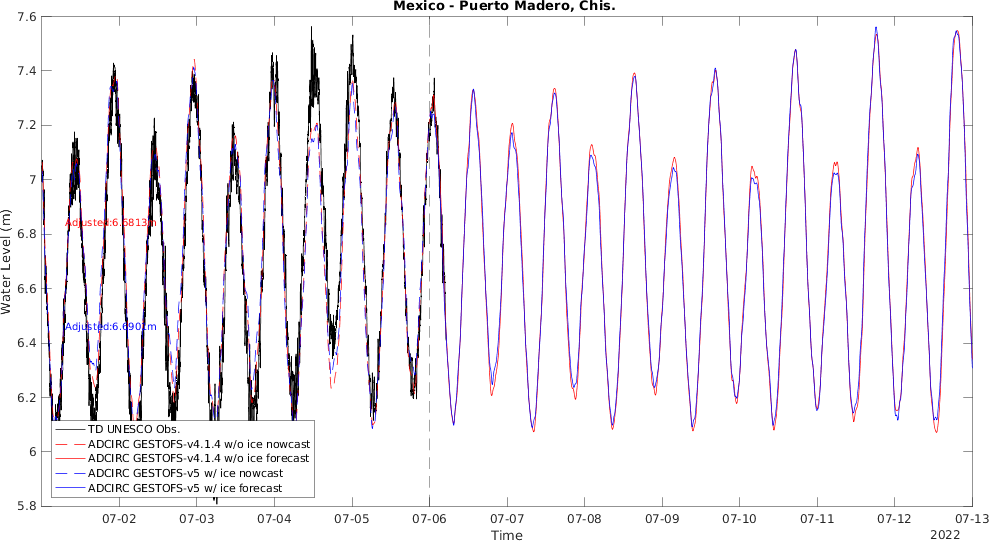 Mexico - Puerto Madero, Chis.
7.6
7.4
7.2
7
6.8
6.6
6.4
6.2
6
5.8
Water Level (m)
Adjusted:6.6813m
Adjusted:6.6901m
TD UNESCO Obs.
ADCIRC GESTOFS-v4.1.4 w/o ice nowcast
ADCIRC GESTOFS-v4.1.4 w/o ice forecast
ADCIRC GESTOFS-v5 w/ ice nowcast
ADCIRC GESTOFS-v5 w/ ice forecast
07-02 07-03 07-04 07-05 07-06 07-07 07-08 07-09 07-10 07-11 07-12 07-13
Time
2022